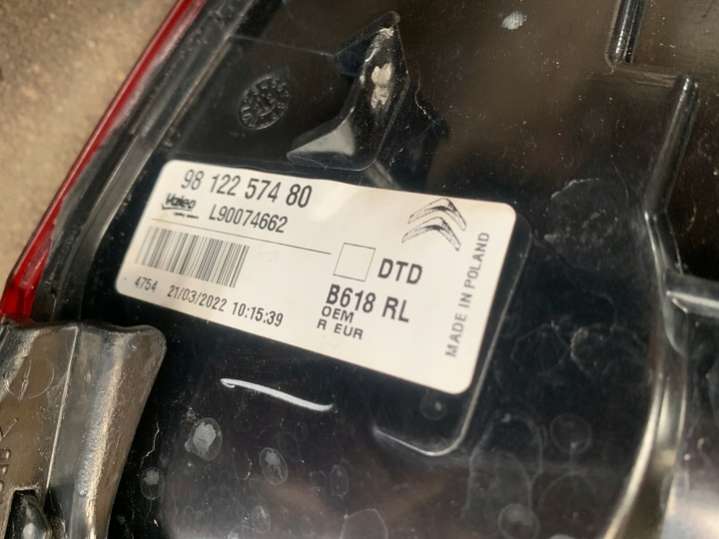 98 122 574 80
Valeo
L90074662
DTD
4754 21/03/2022 10:15:39
B618 RL
OEM
R EUR
MADE IN POLAND